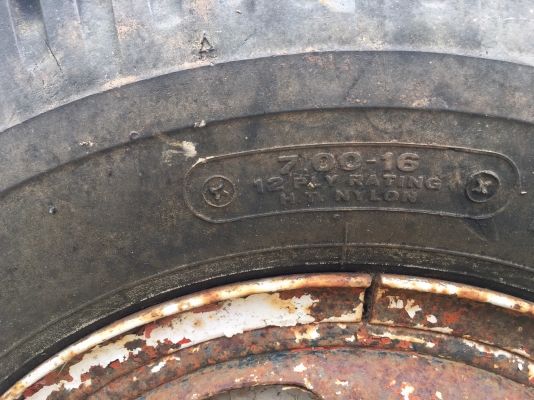 7.00-16
12 PLY RATING
H.T. NYLON